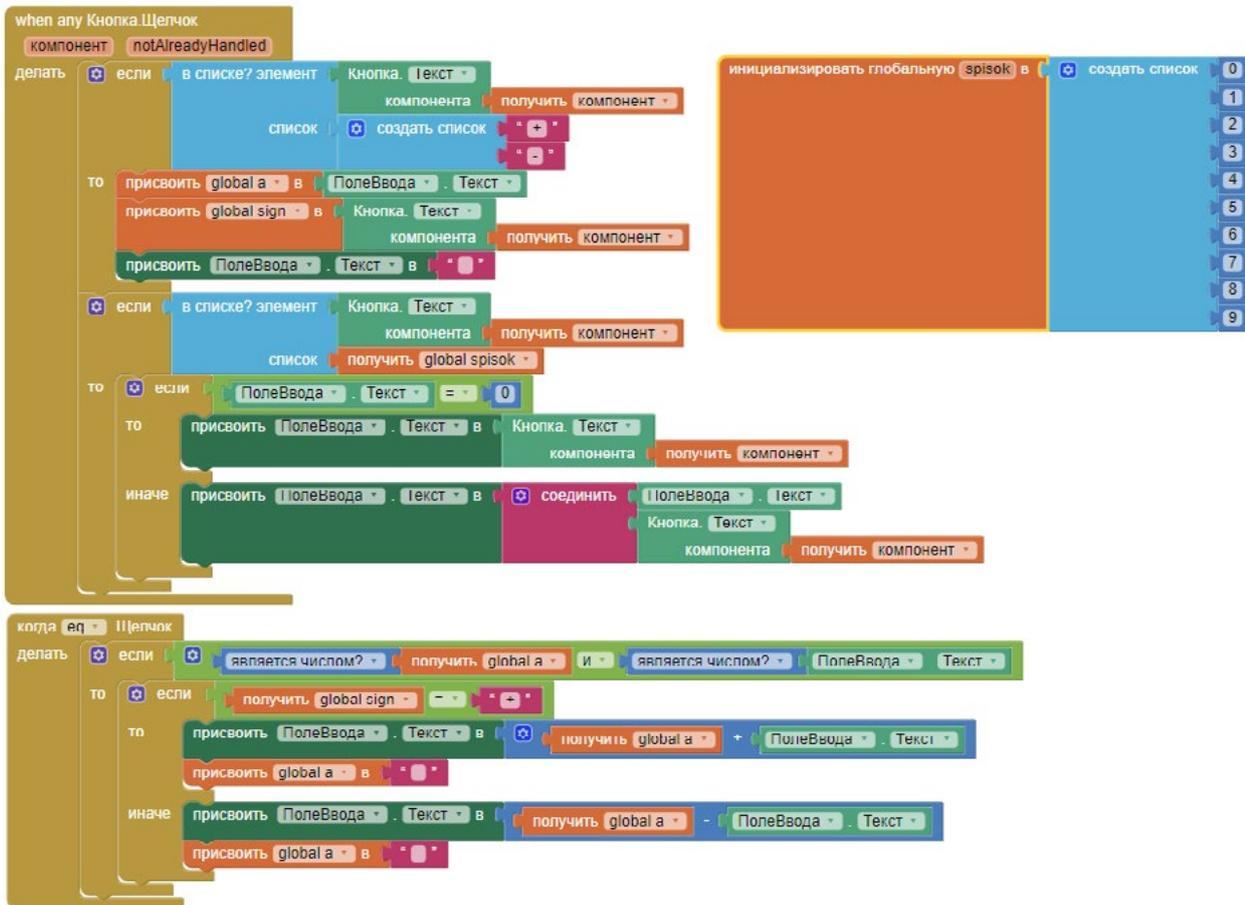 when any Кнопка.Щелчок
компонент notAlreadyHandled
делать если в списке? элемент Кнопка. Текст
компонента получить компонент
список создать список " + "
" - "
то присвоить global a в ПолеВвода . Текст
присвоить global sign в Кнопка. Текст
компонента получить компонент
присвоить ПолеВвода . Текст в " "
если в списке? элемент Кнопка. Текст
компонента получить компонент
список получить global spisok
то если ПолеВвода . Текст = 0
то присвоить ПолеВвода . Текст в Кнопка. Текст
компонента получить компонент
иначе присвоить ПолеВвода . Текст в соединить ПолеВвода . Текст
Кнопка. Текст
компонента получить компонент
инициализировать глобальную spisok в создать список 0
1
2
3
4
5
6
7
8
9
когда eq Щелчок
делать если является числом? получить global a и является числом? ПолеВвода Текст
то если получить global sign = " + "
то присвоить ПолеВвода . Текст в получить global a + ПолеВвода . Текст
присвоить global a в " "
иначе присвоить ПолеВвода . Текст в получить global a - ПолеВвода . Текст
присвоить global a в " "